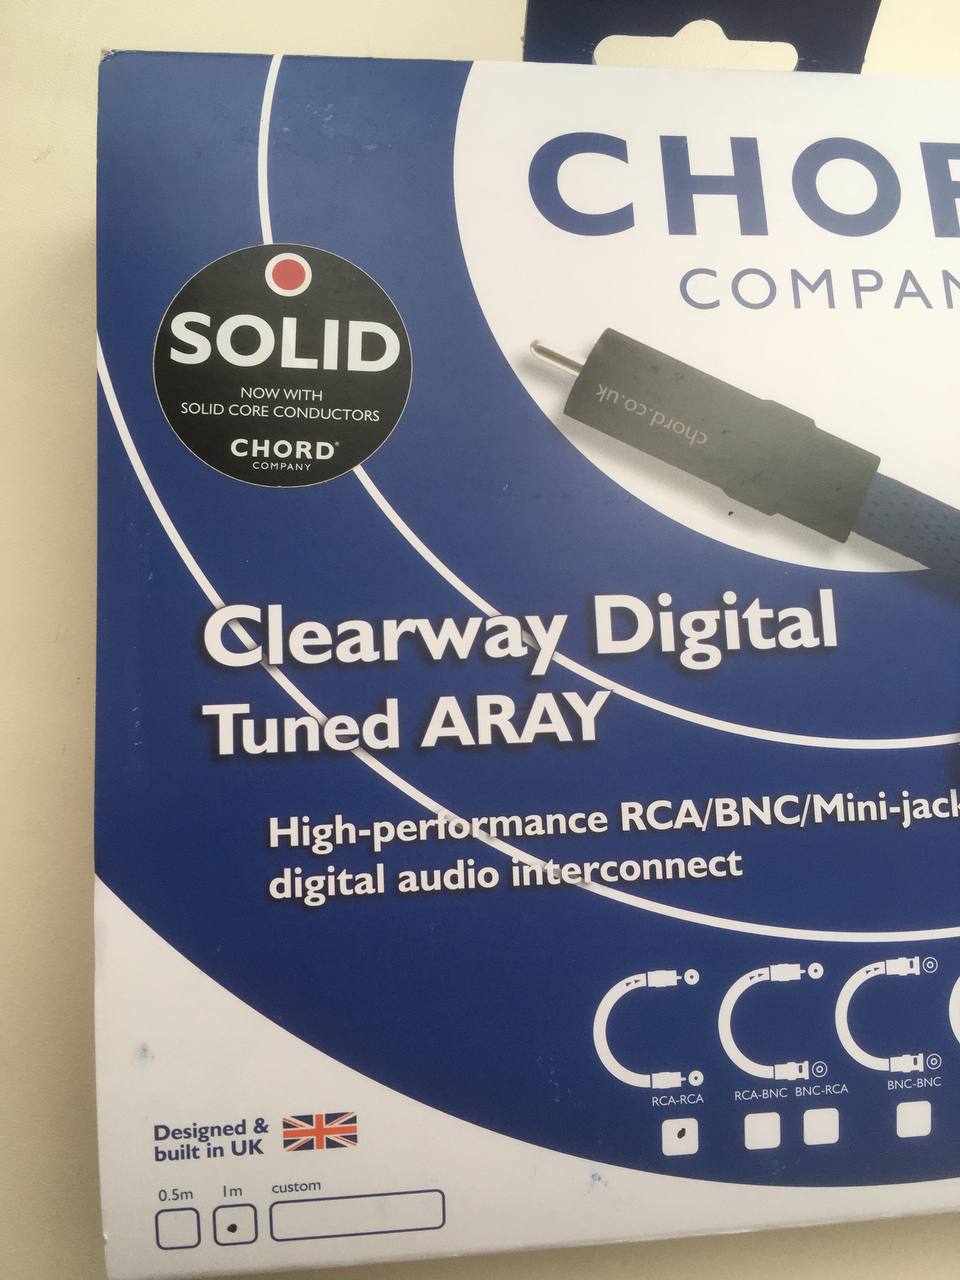 CHOR
COMPAN
SOLID
NOW WITH
SOLID CORE CONDUCTORS
CHORD®
COMPANY
chord.co.uk
Clearway Digital
Tuned ARAY
High-performance RCA/BNC/Mini-jack
digital audio interconnect
RCA-RCA
RCA-BNC BNC-RCA
BNC-BNC
Designed &
built in UK
0.5m 1m custom